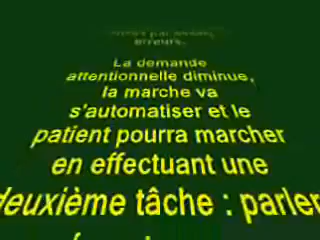 erreurs.
La demande
attentionnelle diminue,
la marche va
s'automatiser et le
patient pourra marcher
en effectuant une
deuxième tâche : parler